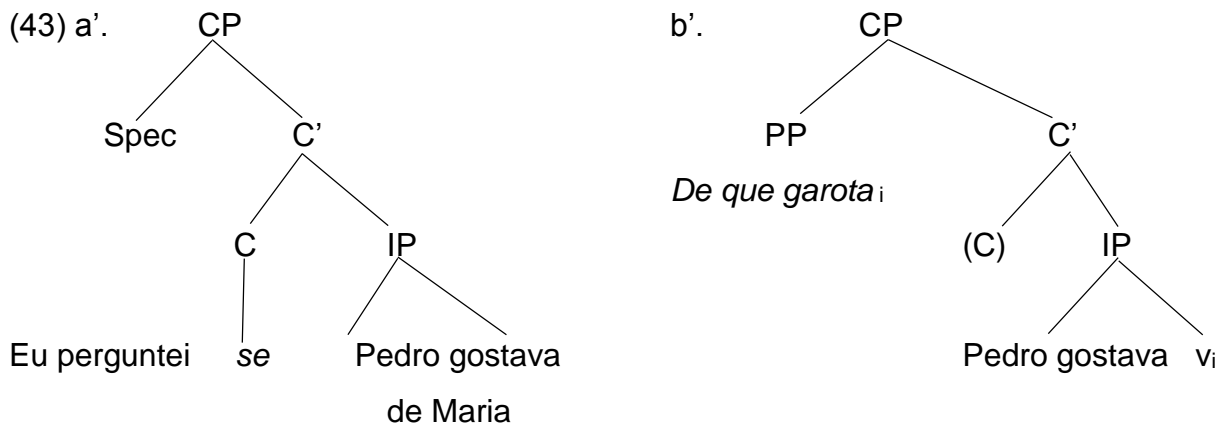 (43) a’. CP b’. CP
Spec C’ PP C’
De que garota i
C IP (C) IP
Eu perguntei se Pedro gostava Pedro gostava vi
de Maria